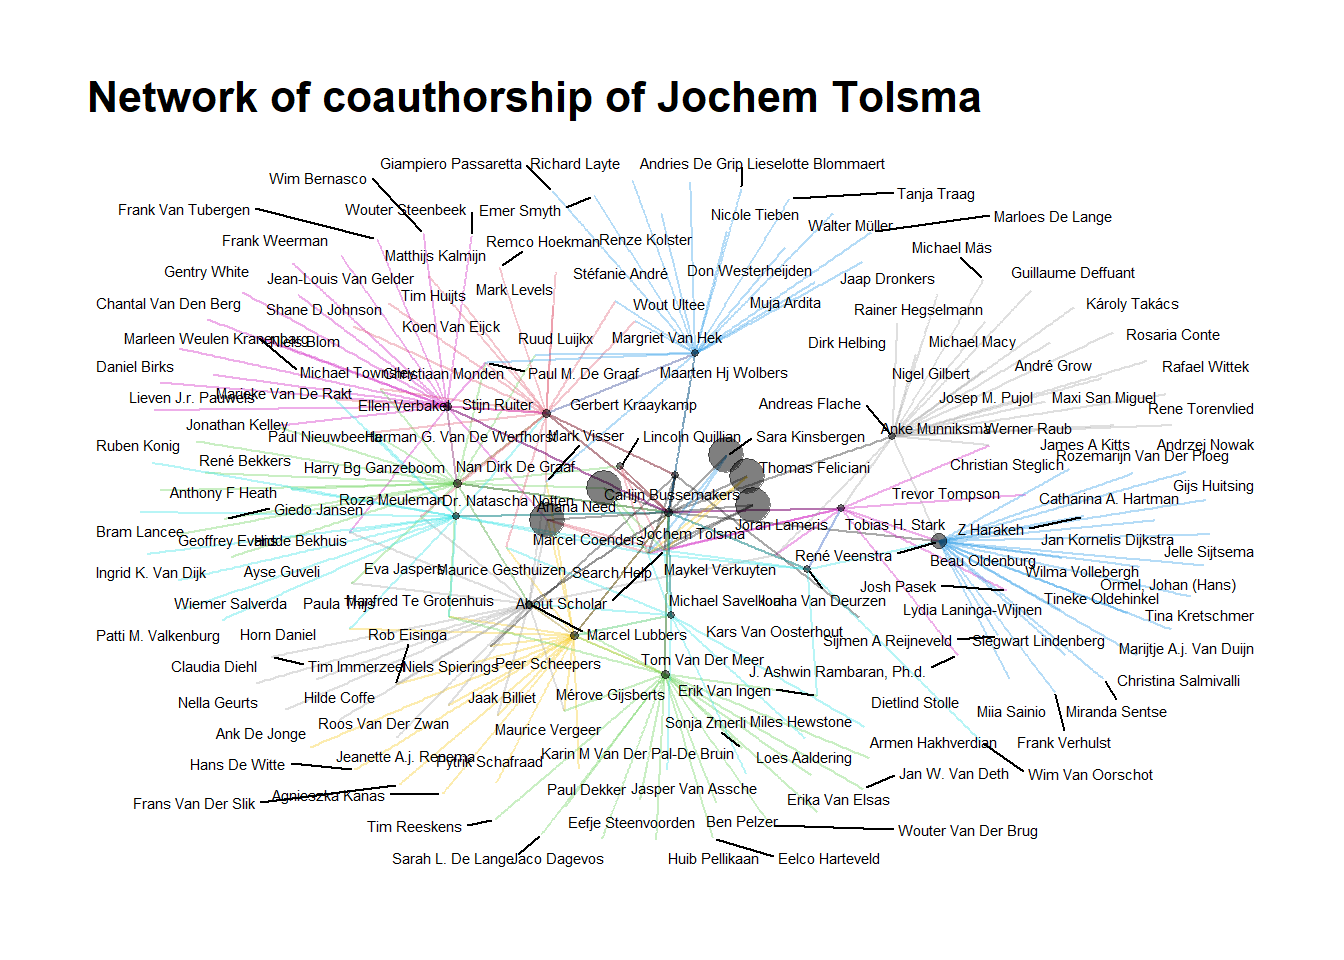 Network of coauthorship of Jochem Tolsma
Giampiero Passaretta
Richard Layte
Andries De Grip
Lieselotte Blommaert
Wim Bernasco
Tanja Traag
Frank Van Tubergen
Wouter Steenbeek
Emer Smyth
Nicole Tieben
Marloes De Lange
Walter Müller
Frank Weerman
Remco Hoekman
Renze Kolster
Michael Mäs
Matthijs Kalmijn
Gentry White
Jean-Louis Van Gelder
Stéfanie André
Don Westerheijden
Jaap Dronkers
Guillaume Deffuant
Mark Levels
Tim Huijts
Chantal Van Den Berg
Shane D Johnson
Wout Ultee
Muja Ardita
Rainer Hegselmann
Károly Takács
Koen Van Eijck
Marleen Weulen Kranenbarg
Niels Blom
Ruud Luijkx
Margriet Van Hek
Dirk Helbing
Michael Macy
Rosaria Conte
Daniel Birks
Michael Townsley
Christiaan Monden
Paul M. De Graaf
Maarten Hj Wolbers
Nigel Gilbert
André Grow
Rafael Wittek
Lieven J.r. Pauwels
Marieke Van De Rakt
Ellen Verbakel
Stijn Ruiter
Gerbert Kraaykamp
Andreas Flache
Josep M. Pujol
Maxi San Miguel
Rene Torenvlied
Jonathan Kelley
Paul Nieuwbeerta
Herman G. Van De Werfhorst
Mark Visser
Lincoln Quillian
Sara Kinsbergen
Anke Munniksma
Werner Raub
Ruben Konig
James A Kitts
Andrzej Nowak
René Bekkers
Harry Bg Ganzeboom
Nan Dirk De Graaf
Thomas Feliciani
Christian Steglich
Rozemarijn Van Der Ploeg
Anthony F Heath
Giedo Jansen
Roza Meuleman
Dr. Natascha Notten
Ariana Need
Carlijn Bussemakers
Trevor Tompson
Catharina A. Hartman
Gijs Huitsing
Bram Lancee
Geoffrey Evans
Hidde Bekhuis
Marcel Coenders
Jochem Tolsma
Joran Lameris
Tobias H. Stark
Z Harakeh
Jan Kornelis Dijkstra
Jelle Sijtsema
Ingrid K. Van Dijk
Ayse Guveli
Eva Jaspers
Maurice Gesthuizen
Search Help
Maykel Verkuyten
René Veenstra
Beau Oldenburg
Wilma Vollebergh
Ormel, Johan (Hans)
Josh Pasek
Wiemer Salverda
Paula Thijs
Manfred Te Grotenhuis
About Scholar
Michael Savelkoul
Ioana Van Deurzen
Lydia Laninga-Wijnen
Tineke Oldehinkel
Tina Kretschmer
Patti M. Valkenburg
Horn Daniel
Rob Eisinga
Marcel Lubbers
Kars Van Oosterhout
Sijmen A Reijneveld
Siegwart Lindenberg
Marijtje A.j. Van Duijn
Claudia Diehl
Tim Immerzeel
Niels Spierings
Peer Scheepers
Tom Van Der Meer
J. Ashwin Rambaran, Ph.d.
Christina Salmivalli
Nella Geurts
Hilde Coffe
Jaak Billiet
Mérove Gijsberts
Erik Van Ingen
Dietlind Stolle
Miia Sainio
Miranda Sentse
Ank De Jonge
Roos Van Der Zwan
Maurice Vergeer
Sonja Zmerli
Miles Hewstone
Armen Hakhverdian
Frank Verhulst
Hans De Witte
Jeanette A.j. Renema
Fytrik Schafraad
Karin M Van Der Pal-De Bruin
Loes Aaldering
Jan W. Van Deth
Wim Van Oorschot
Frans Van Der Slik
Agnieszka Kanas
Paul Dekker
Jasper Van Assche
Erika Van Elsas
Tim Reeskens
Eefje Steenvoorden
Ben Pelzer
Wouter Van Der Brug
Sarah L. De Lange
Jaco Dagevos
Huib Pellikaan
Eelco Harteveld